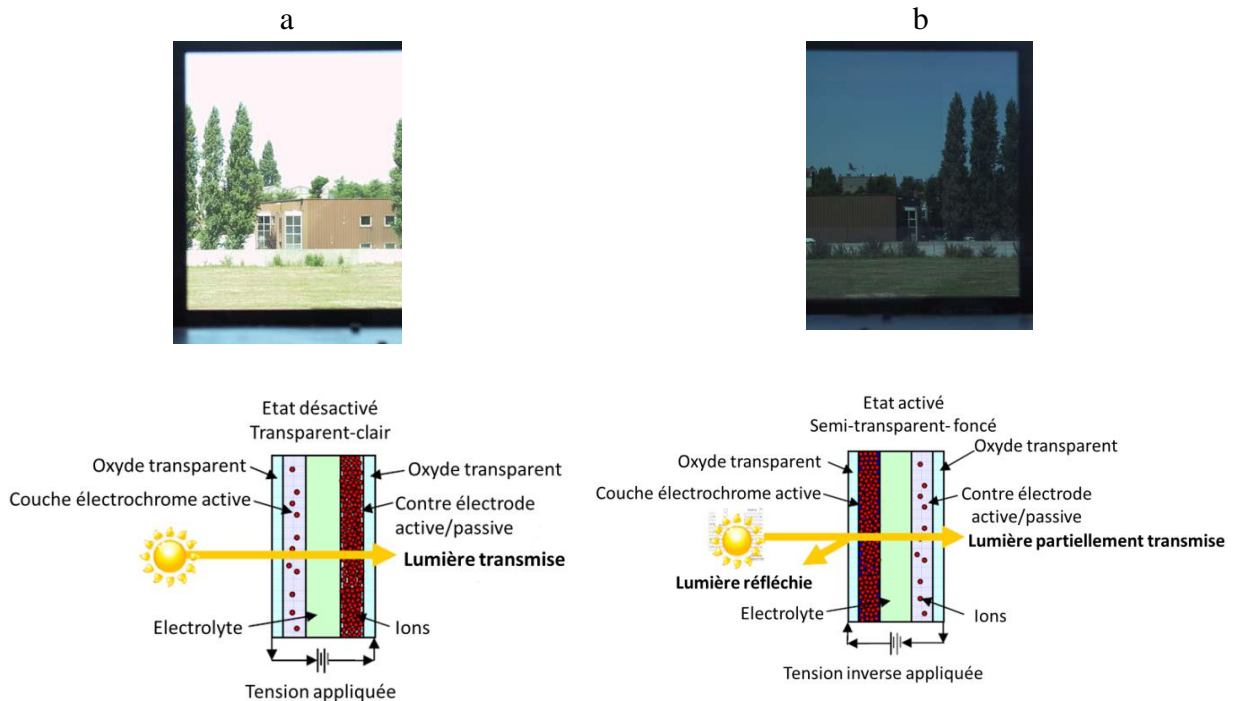 a
b
Etat désactivé
Transparent-clair
Oxyde transparent
Oxyde transparent
Couche électrochrome active
Contre électrode
active/passive
Lumière transmise
Electrolyte
Ions
Tension appliquée
Etat activé
Semi-transparent- foncé
Oxyde transparent
Oxyde transparent
Couche électrochrome active
Contre électrode
active/passive
Lumière partiellement transmise
Lumière réfléchie
Electrolyte
Ions
Tension inverse appliquée